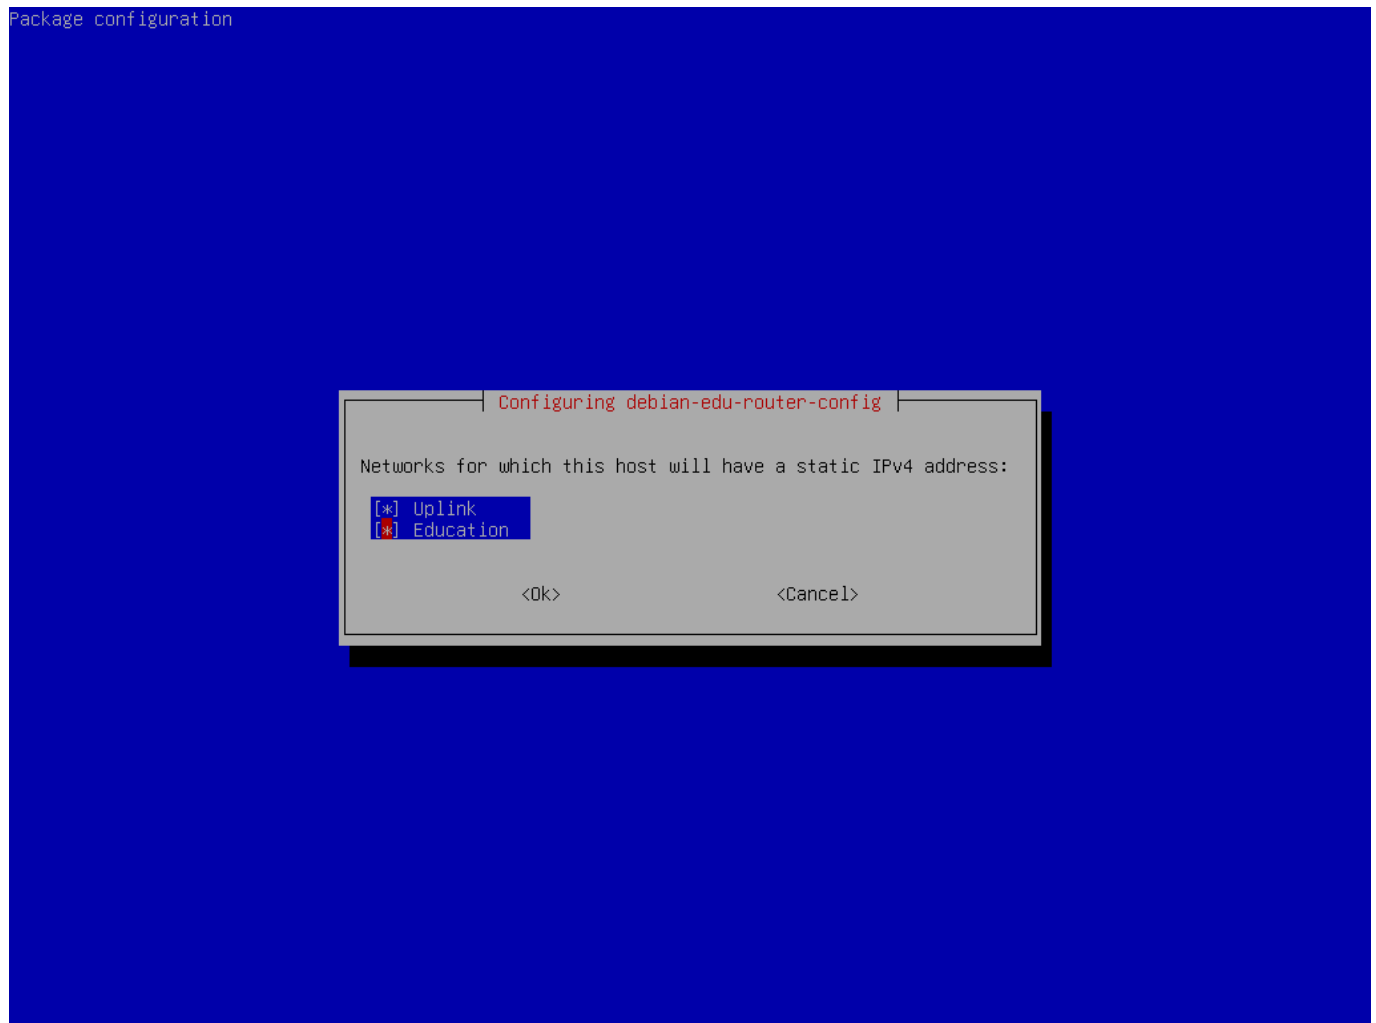 Package configuration
Configuring debian-edu-router-config
Networks for which this host will have a static IPv4 address:
[*] Uplink
[*] Education
<Ok> <Cancel>